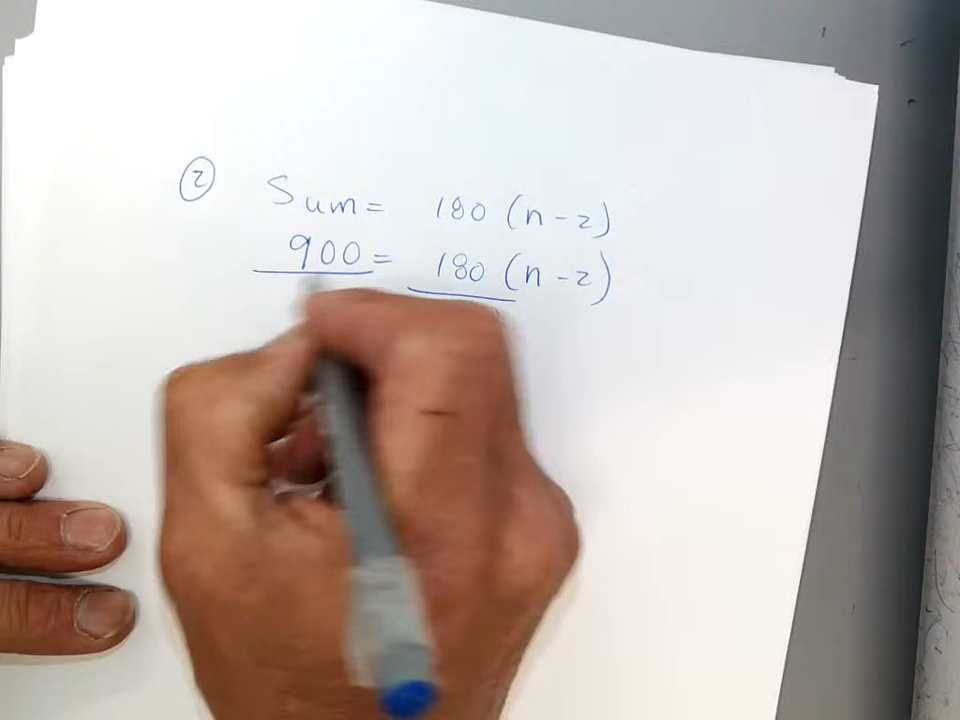 ② Sum = 180 (n - 2)
900 = 180 (n - 2)